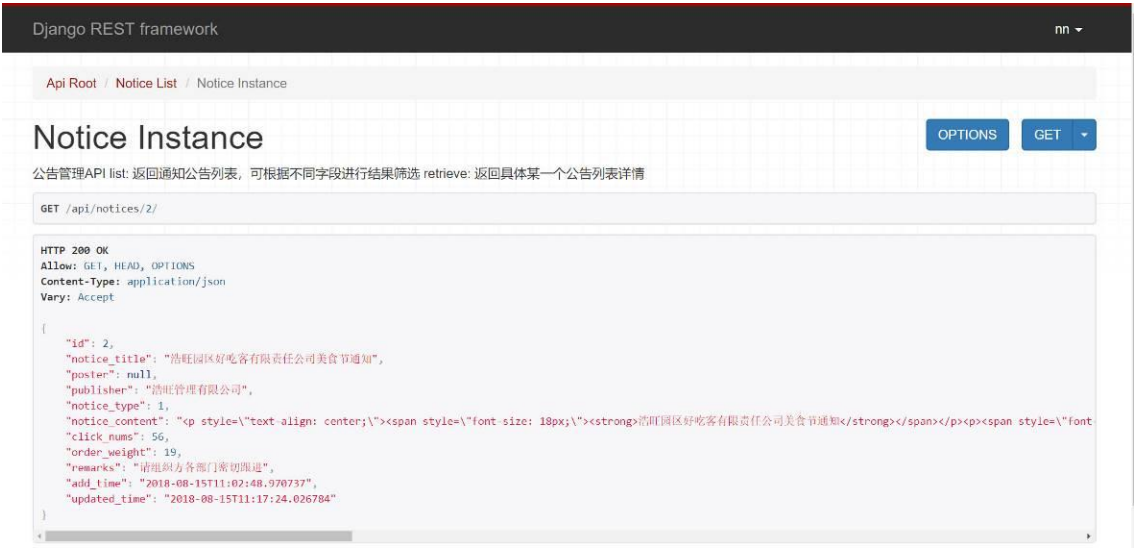 Django REST framework
nn
Api Root / Notice List / Notice Instance
Notice Instance
OPTIONS
GET
公告管理API list: 返回通知公告列表，可根据不同字段进行结果筛选 retrieve: 返回具体某一个公告列表详情
GET /api/notices/2/
HTTP 200 OK
Allow: GET, HEAD, OPTIONS
Content-Type: application/json
Vary: Accept
{
"id": 2,
"notice_title": "浩旺园区好吃客有限责任公司美食节通知",
"poster": null,
"publisher": "浩旺管理有限公司",
"notice_type": 1,
"notice_content": "<p style=\"text-align: center;\"><span style=\"font-size: 18px;\"><strong>浩旺园区好吃客有限责任公司美食节通知</strong></span></p><p><span style=\"font-
"click_nums": 56,
"order_weight": 19,
"remarks": "请组织方各部门密切跟进",
"add_time": "2018-08-15T11:02:48.970737",
"updated_time": "2018-08-15T11:17:24.026784"
}